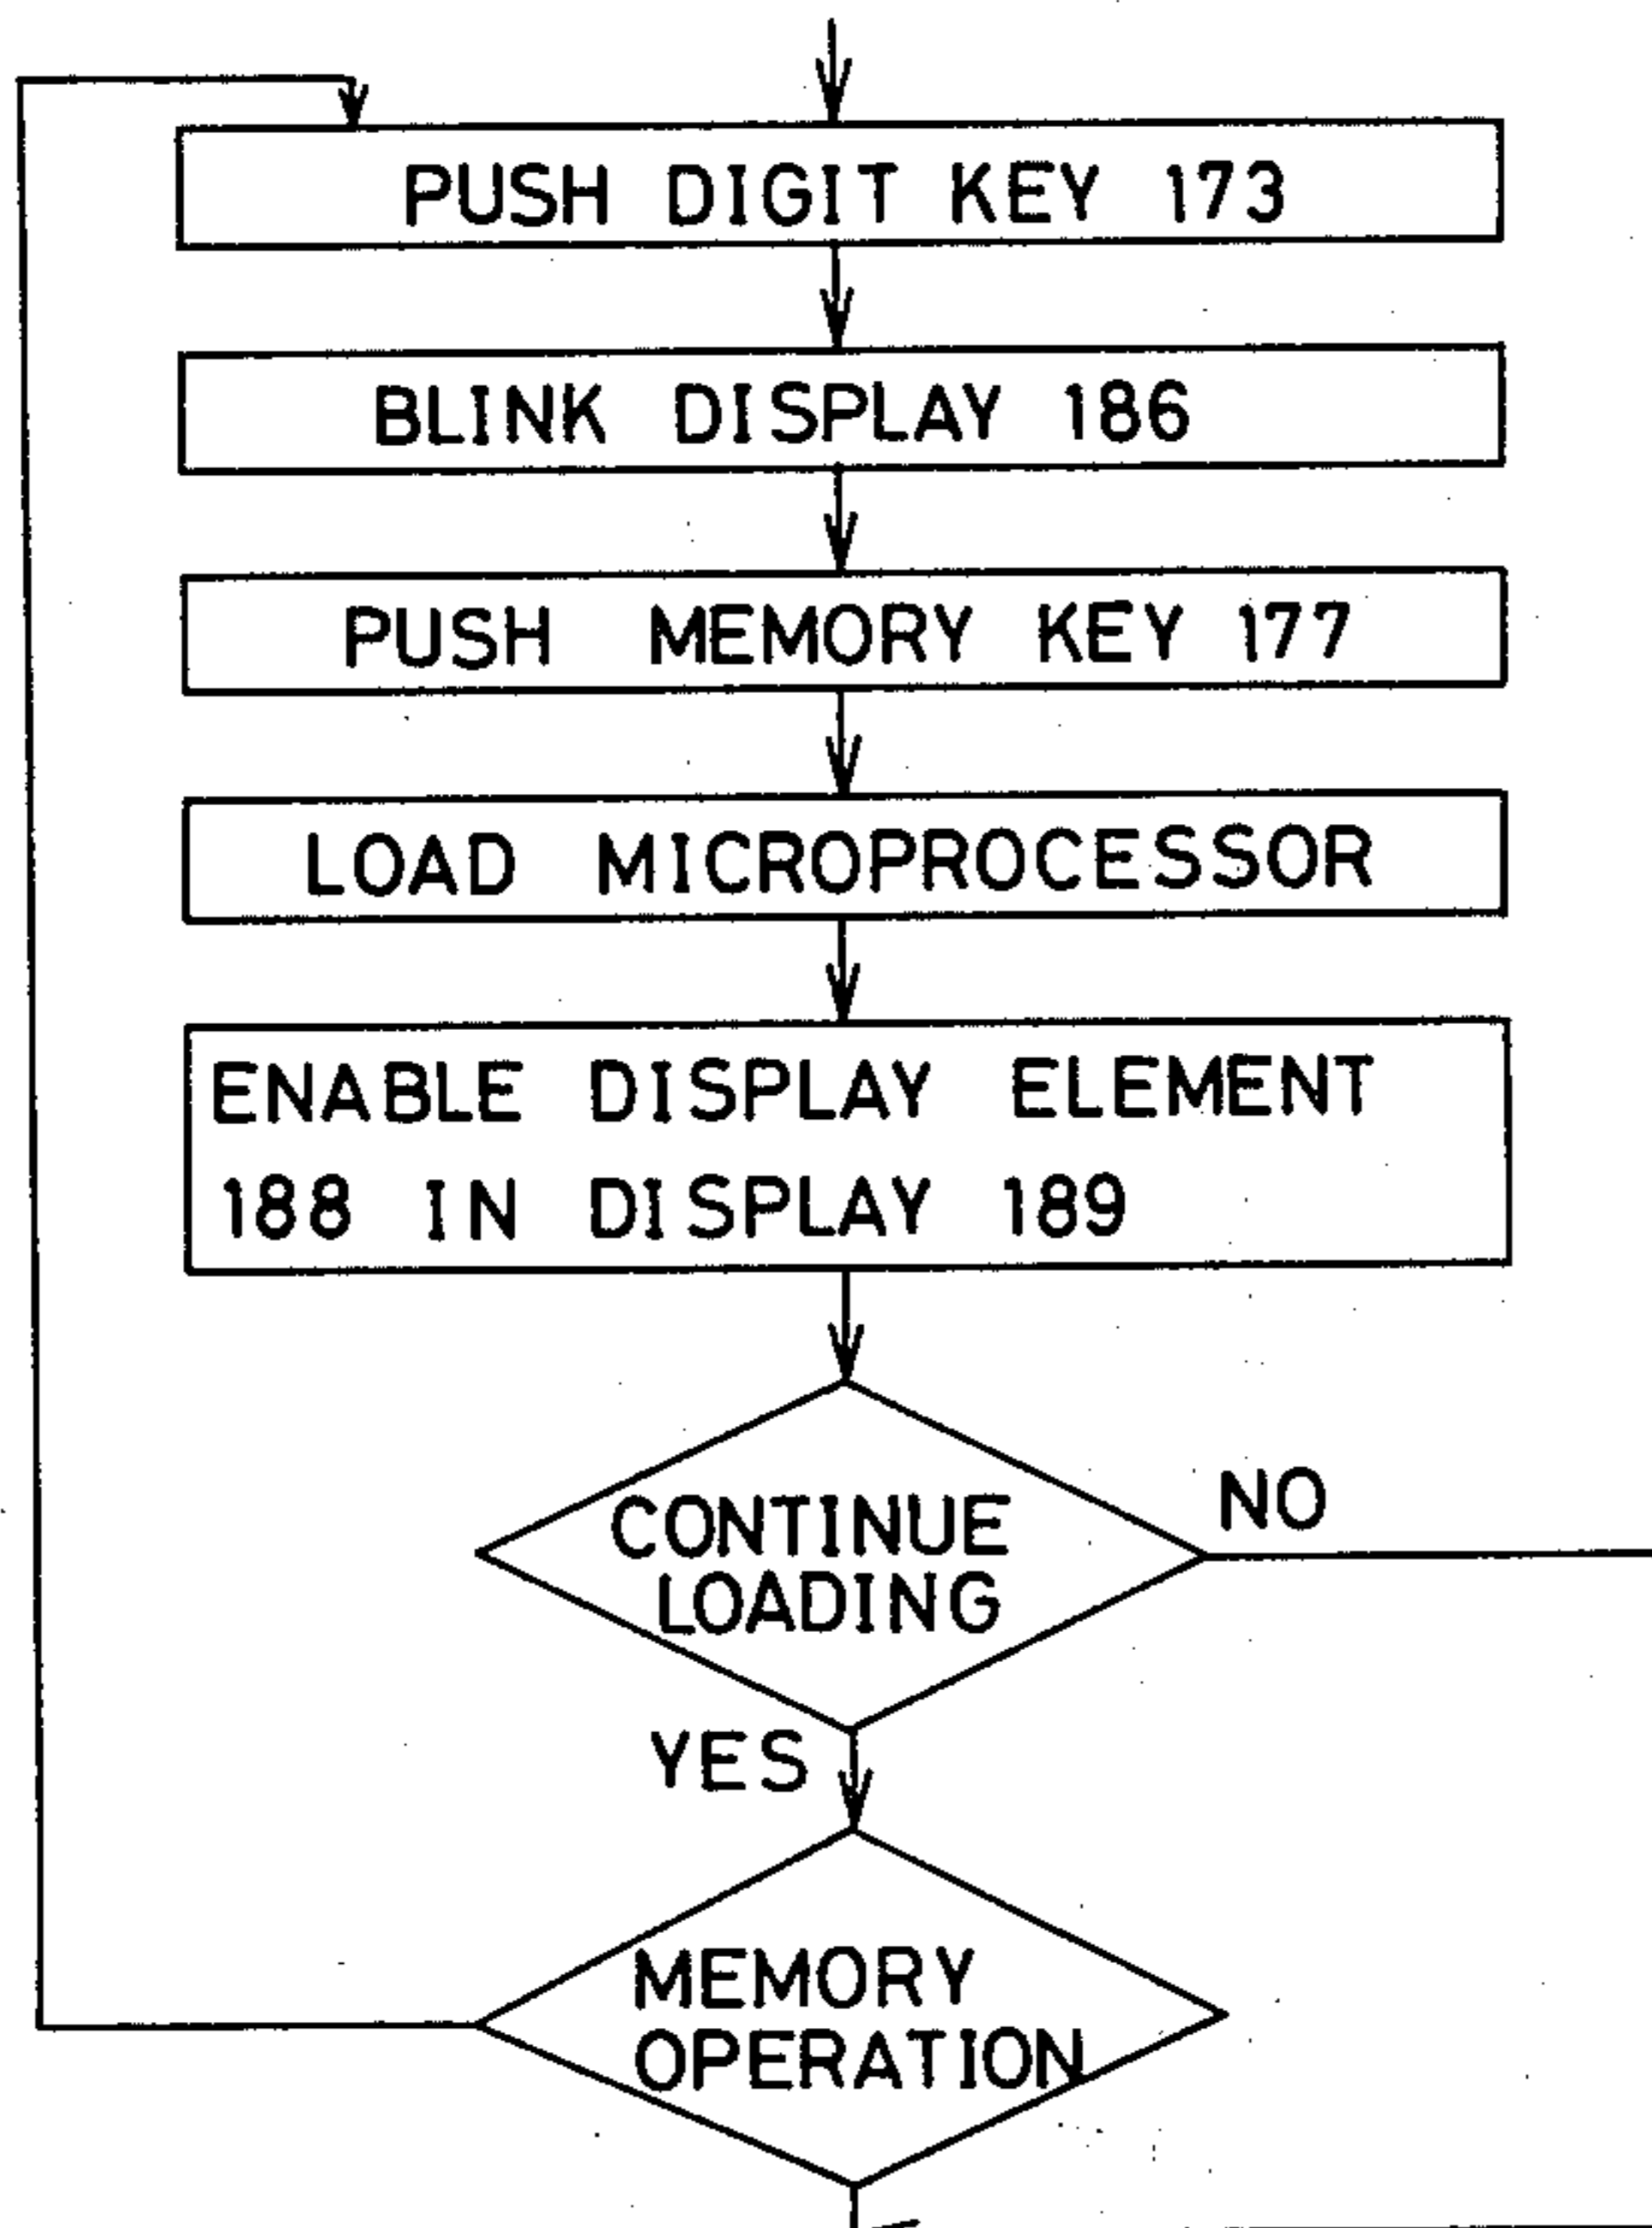 PUSH DIGIT KEY 173
BLINK DISPLAY 186
PUSH MEMORY KEY 177
LOAD MICROPROCESSOR
ENABLE DISPLAY ELEMENT
188 IN DISPLAY 189
CONTINUE
LOADING
NO
YES
MEMORY
OPERATION